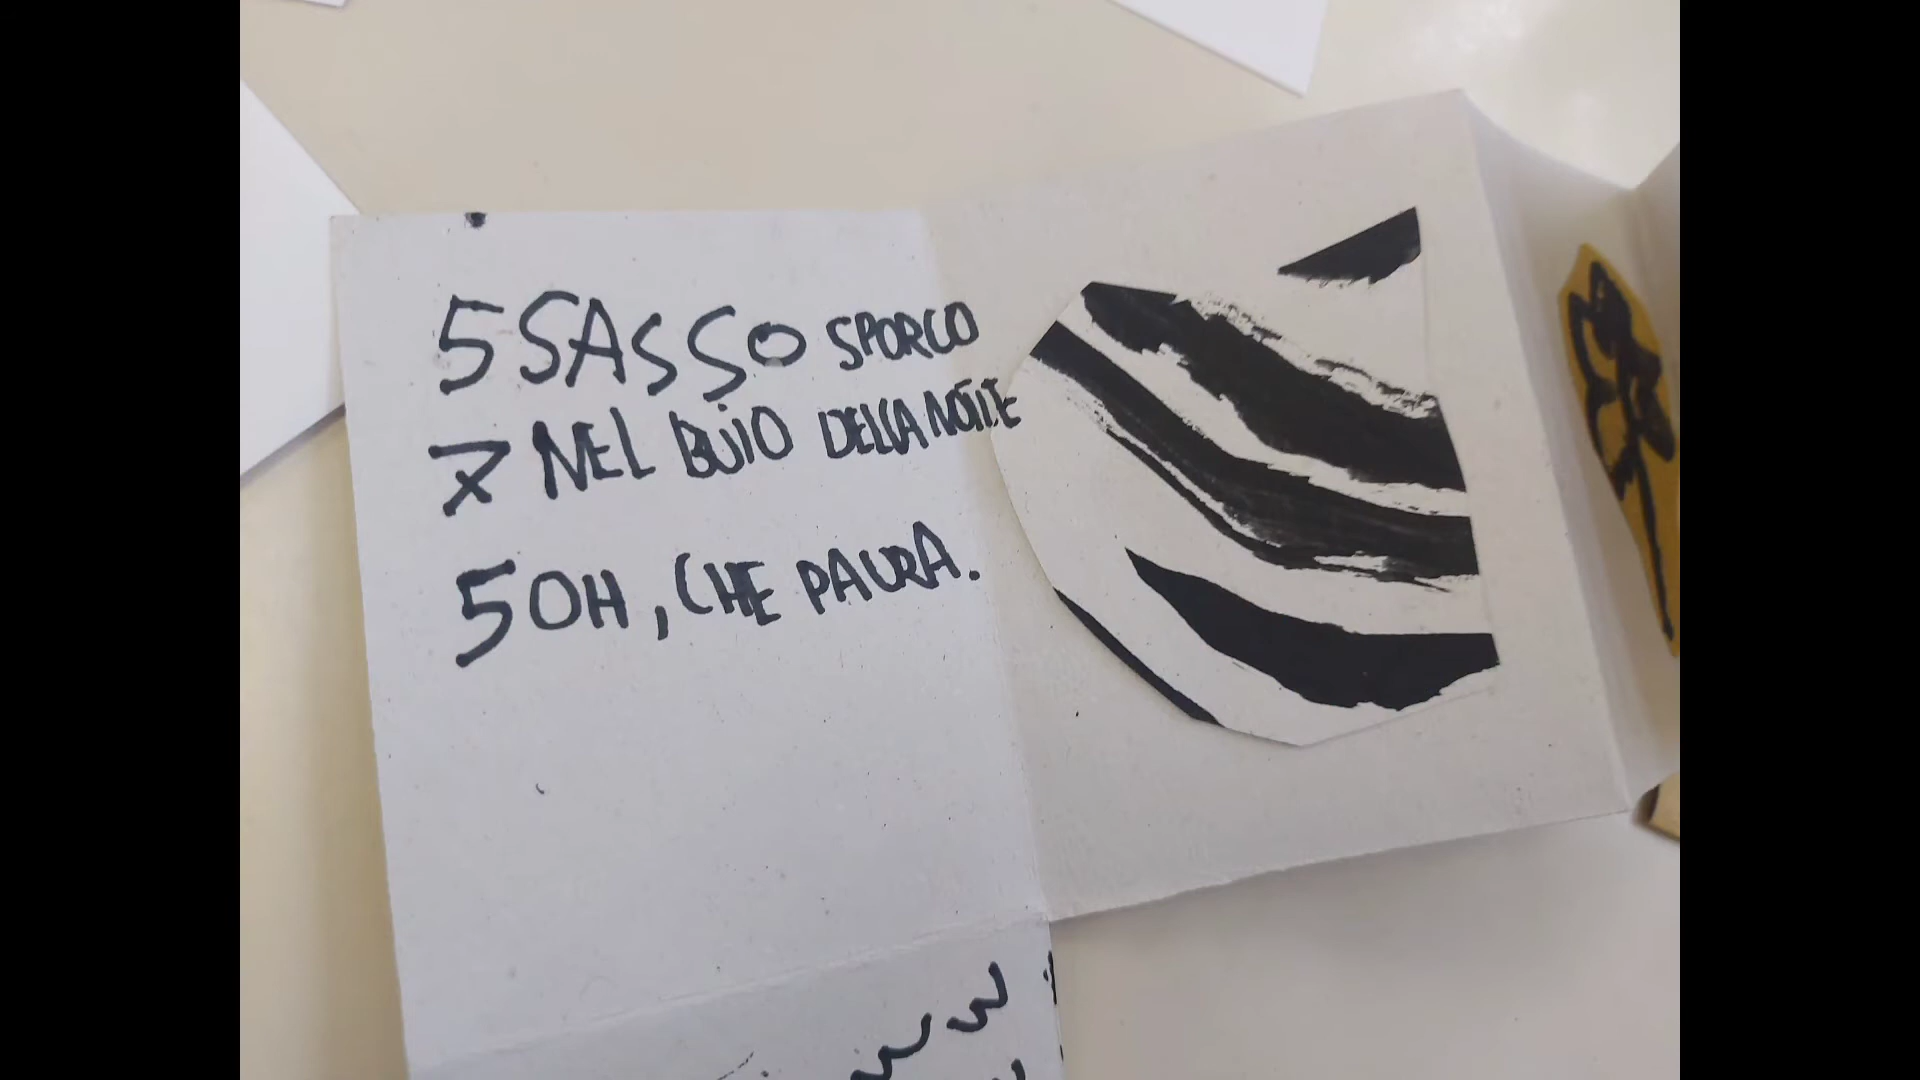 5 SASSO SPORCO
7 NEL BUIO DELLA NOTTE
5 OH, CHE PAURA.